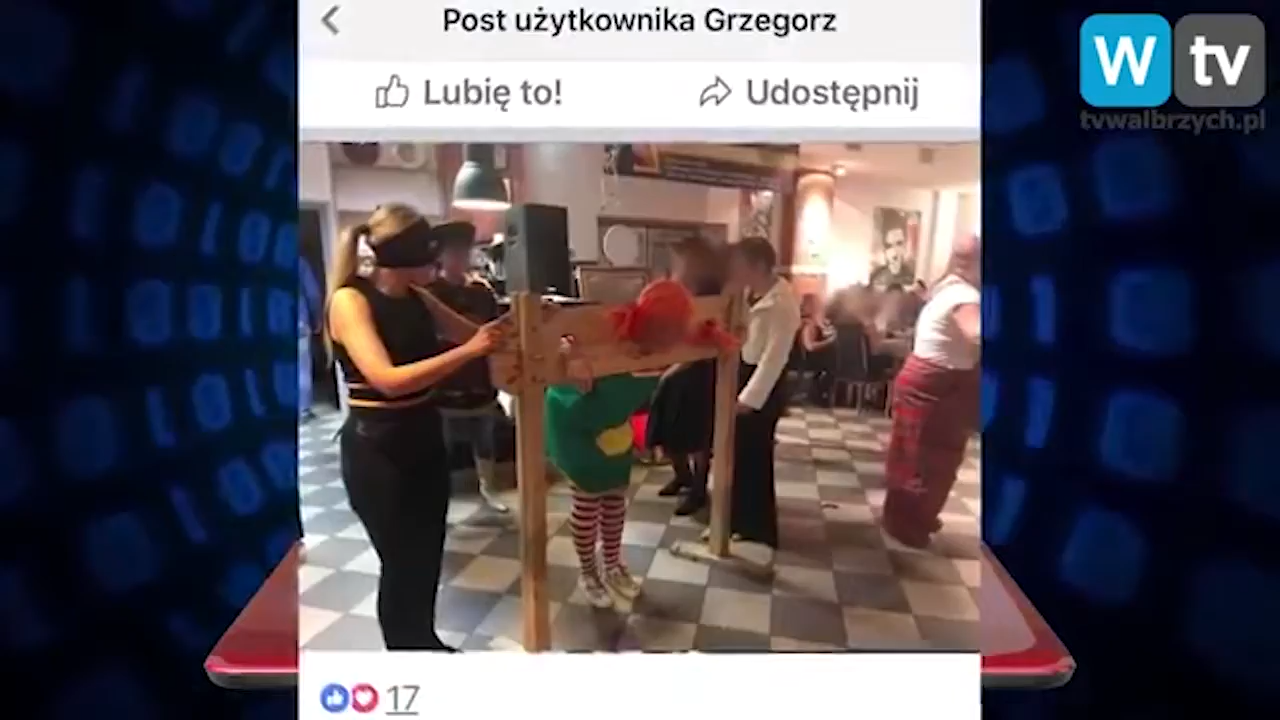 Post użytkownika Grzegorz
W tv
tvwalbrzych.pl
Lubię to!
Udostępnij
17